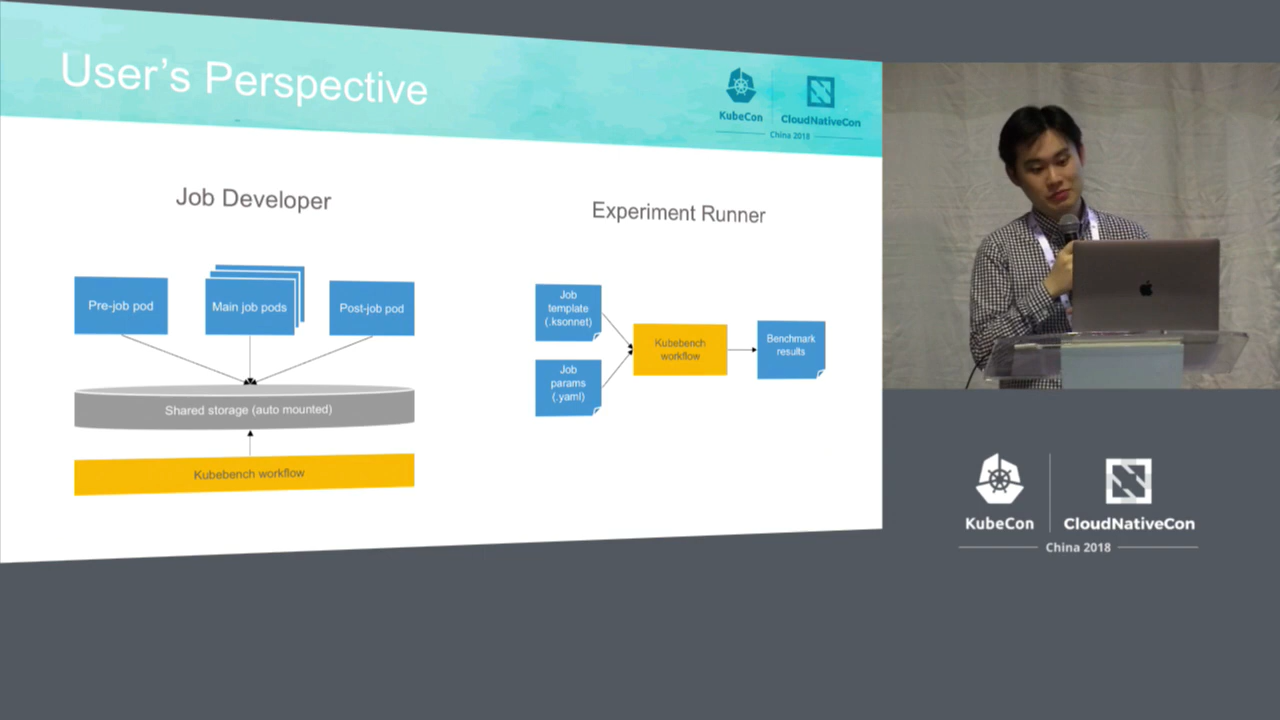 User's Perspective
KubeCon
CloudNativeCon
China 2018
Job Developer
Pre-job pod
Main job pods
Post-job pod
Shared storage (auto mounted)
Kubebench workflow
Experiment Runner
Job
template
(.ksonnet)
Job
params
(.yaml)
Kubebench
workflow
Benchmark
results
KubeCon
CloudNativeCon
China 2018